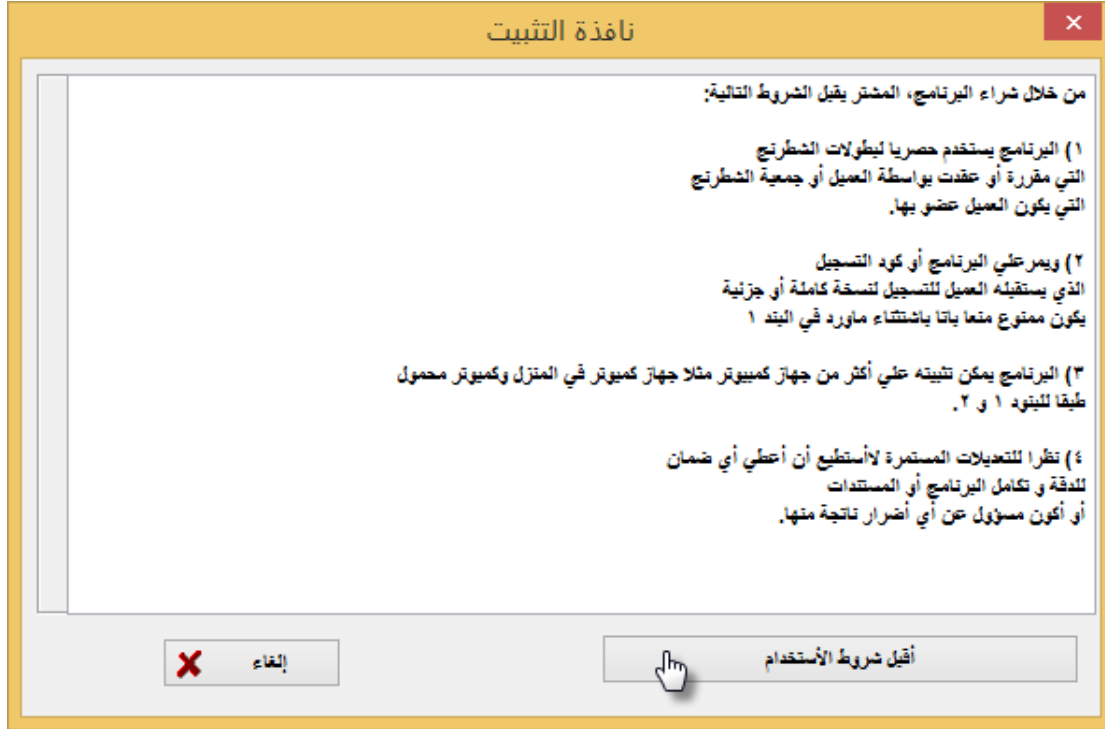 نافذة التثبيت
من خلال شراء البرنامج، المشتر يقبل الشروط التالية:
١) البرنامج يستخدم حصريا لبطولات الشطرنج
التي مقررة أو عقدت بواسطة العميل أو جمعية الشطرنج
التي يكون العميل عضو بها.
٢) ويمرعلي البرنامج أو كود التسجيل
الذي يستقبله العميل للتسجيل لنسخة كاملة أو جزئية
يكون ممنوع منعا باتا باشتثناء ماورد في البند ١
٣) البرنامج يمكن تثبيته علي أكثر من جهاز كمبيوتر مثلا جهاز كمبوتر في المنزل وكمبوتر محمول
طبقا للبنود ١ و ٢.
٤) نظرا للتعديلات المستمرة لاأستطيع أن أعطي أي ضمان
للدقة و تكامل البرنامج أو المستندات
أو أكون مسؤول عن أي أضرار ناتجة منها.
أقبل شروط الأستخدام
إلغاء